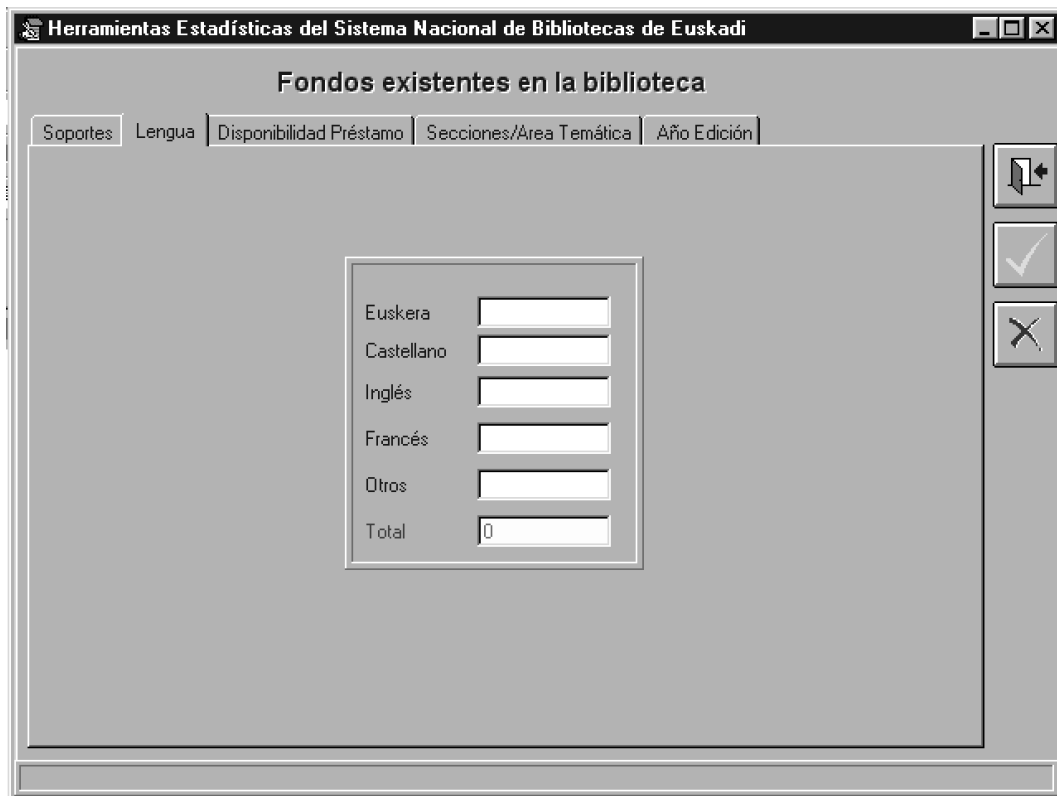 Herramientas Estadísticas del Sistema Nacional de Bibliotecas de Euskadi
Fondos existentes en la biblioteca
Soportes Lengua Disponibilidad Préstamo Secciones/Area Temática Año Edición
Euskera
Castellano
Inglés
Francés
Otros
Total 0